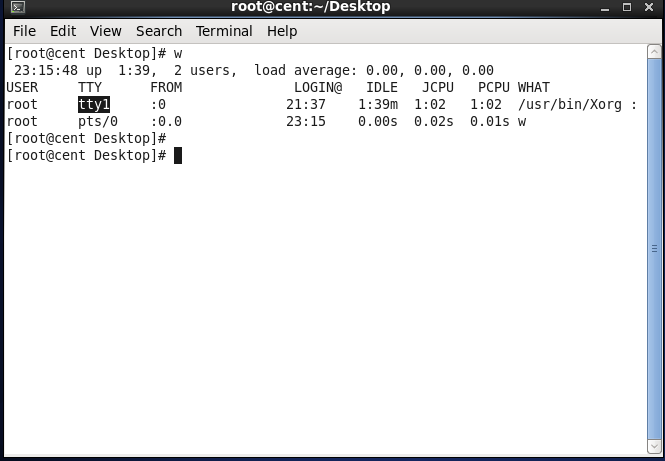 root@cent:~/Desktop
File Edit View Search Terminal Help
[root@cent Desktop]# w
 23:15:48 up  1:39,  2 users,  load average: 0.00, 0.00, 0.00
USER     TTY      FROM              LOGIN@   IDLE   JCPU   PCPU WHAT
root     tty1     :0               21:37    1:39m  1:02   1:02  /usr/bin/Xorg :
root     pts/0    :0.0             23:15    0.00s  0.02s  0.01s w
[root@cent Desktop]#
[root@cent Desktop]#